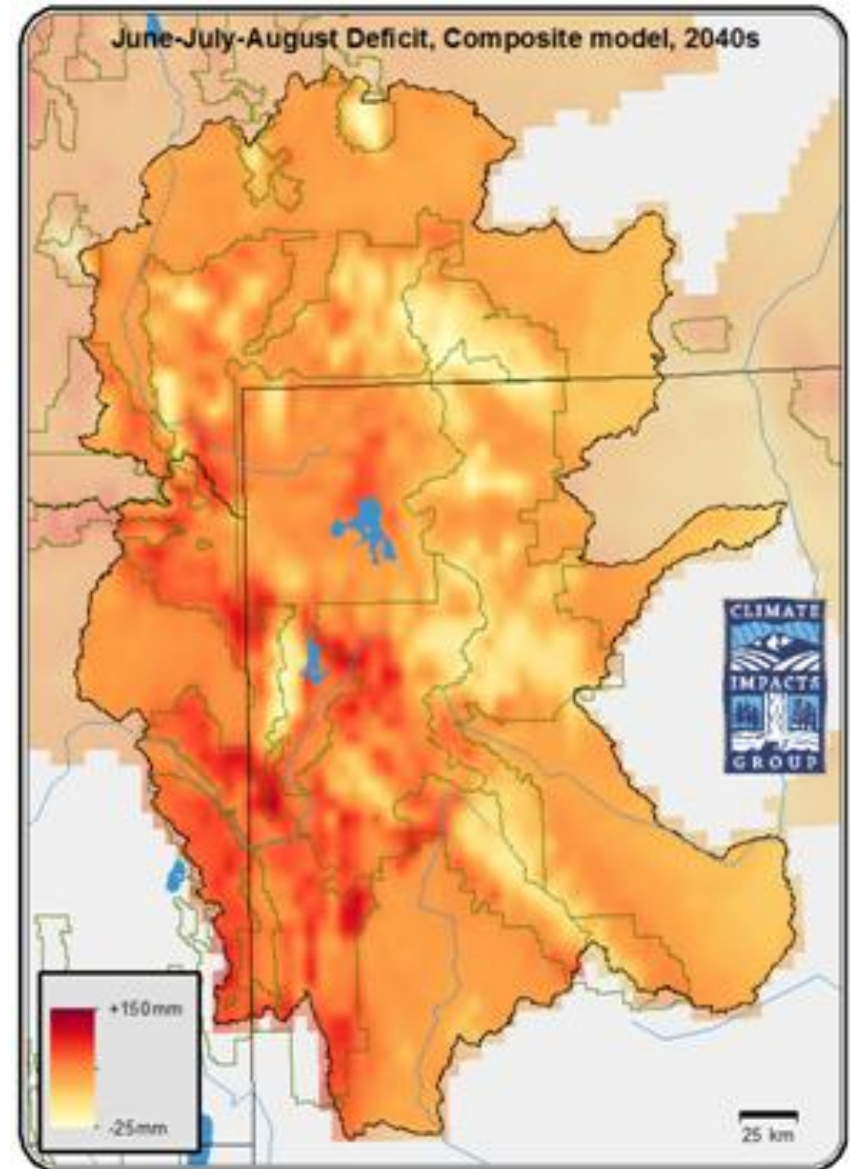 June-July-August Deficit, Composite model, 2040s
CLIMATE
IMPACTS
GROUP
+150mm
-25mm
25 km